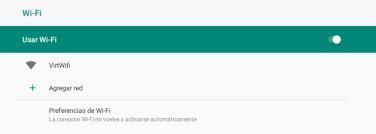 Wi-Fi
Usar Wi-Fi
VirtWifi
Agregar red
Preferencias de Wi-Fi
La conexión Wi-Fi no vuelve a activarse automáticamente